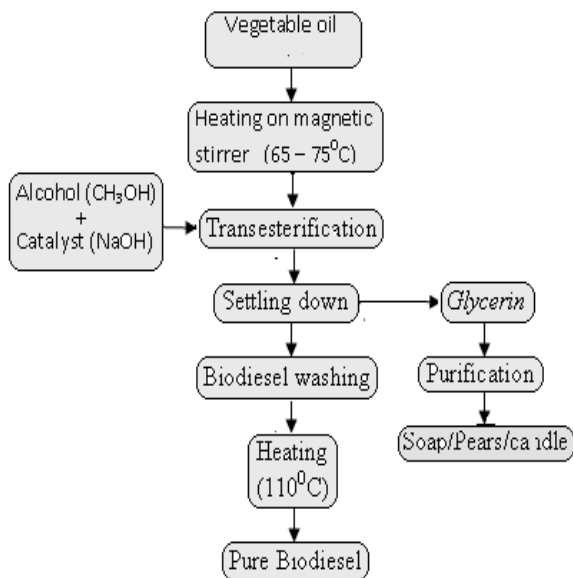 Vegetable oil
Heating on magnetic
stirrer (65 – 75⁰C)
Alcohol (CH₃OH)
+
Catalyst (NaOH)
Transesterification
Settling down
Glycerin
Biodiesel washing
Purification
Heating
(110⁰C)
Soap/Pears/candle
Pure Biodiesel